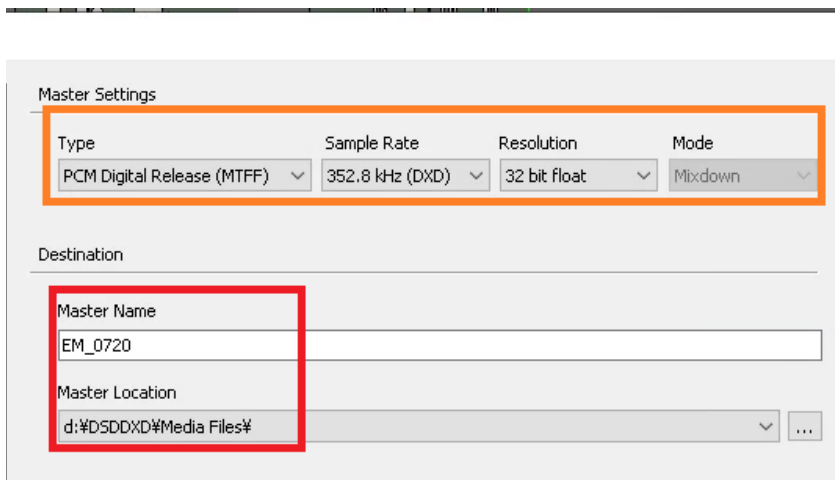 Master Settings
Type Sample Rate Resolution Mode
PCM Digital Release (MTFF) 352.8 kHz (DXD) 32 bit float Mixdown
Destination
Master Name
EM_0720
Master Location
d:¥DSDDXD¥Media Files¥ ...